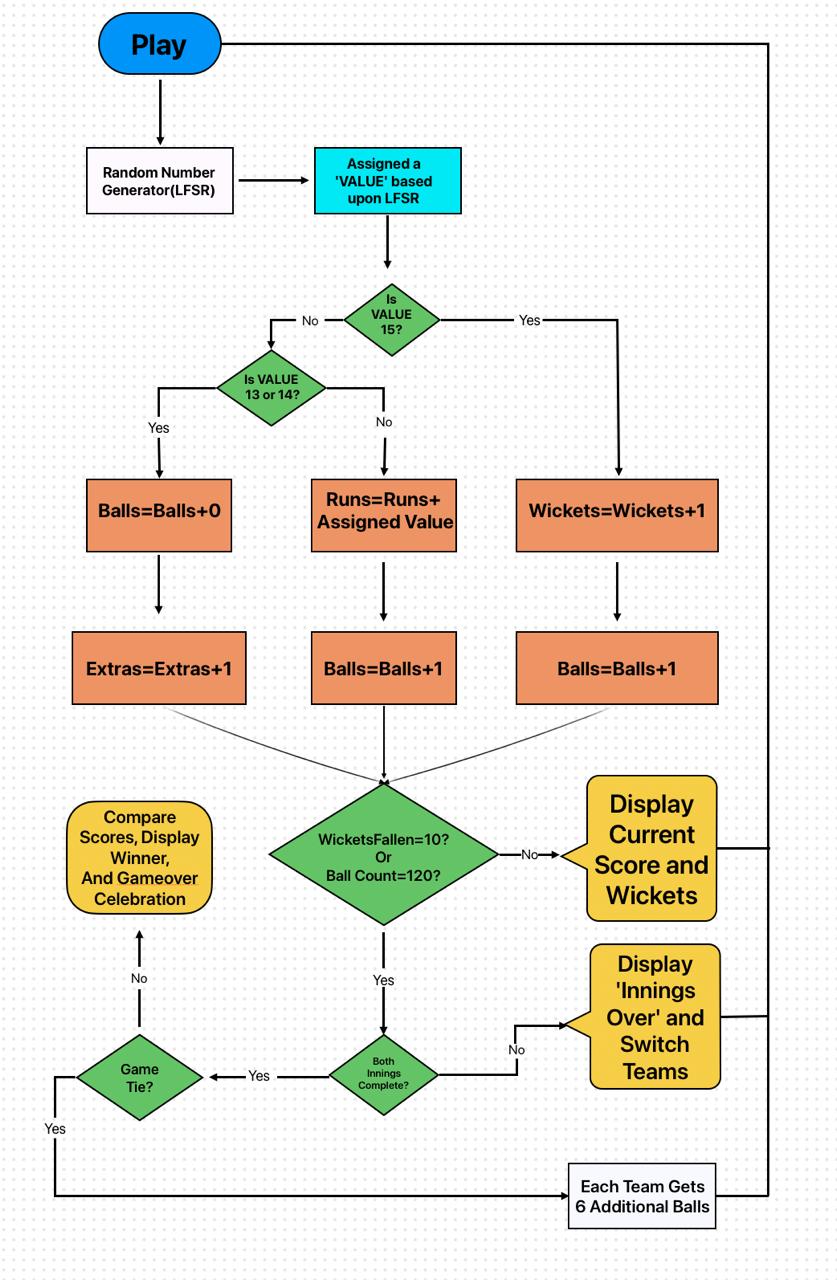 Play
Random Number
Generator(LFSR)
Assigned a
'VALUE' based
upon LFSR
Is
VALUE
15?
No
Yes
Is VALUE
13 or 14?
Yes
No
Balls=Balls+0
Runs=Runs+
Assigned Value
Wickets=Wickets+1
Extras=Extras+1
Balls=Balls+1
Balls=Balls+1
WicketsFallen=10?
Or
Ball Count=120?
No
Display
Current
Score and
Wickets
Compare
Scores, Display
Winner,
And Gameover
Celebration
Yes
No
Display
'Innings
Over' and
Switch
Teams
No
Both
Innings
Complete?
Yes
Game
Tie?
Yes
Each Team Gets
6 Additional Balls